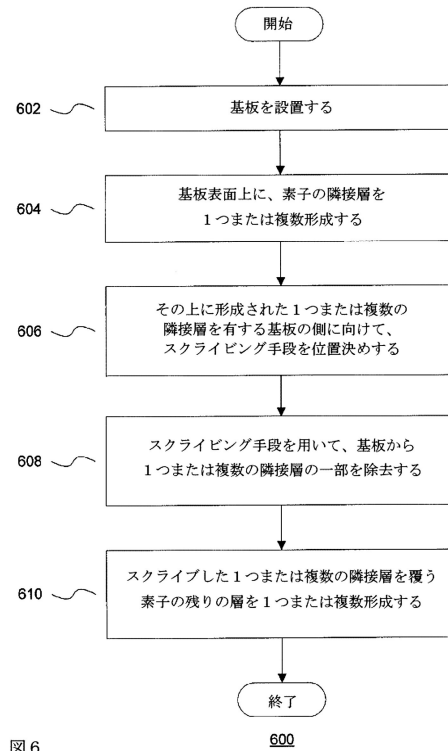 開始
602
基板を設置する
604
基板表面上に、素子の隣接層を
１つまたは複数形成する
606
その上に形成された１つまたは複数の
隣接層を有する基板の側に向けて、
スクライビング手段を位置決めする
608
スクライビング手段を用いて、基板から
１つまたは複数の隣接層の一部を除去する
610
スクライブした１つまたは複数の隣接層を覆う
素子の残りの層を１つまたは複数形成する
終了
600
図６